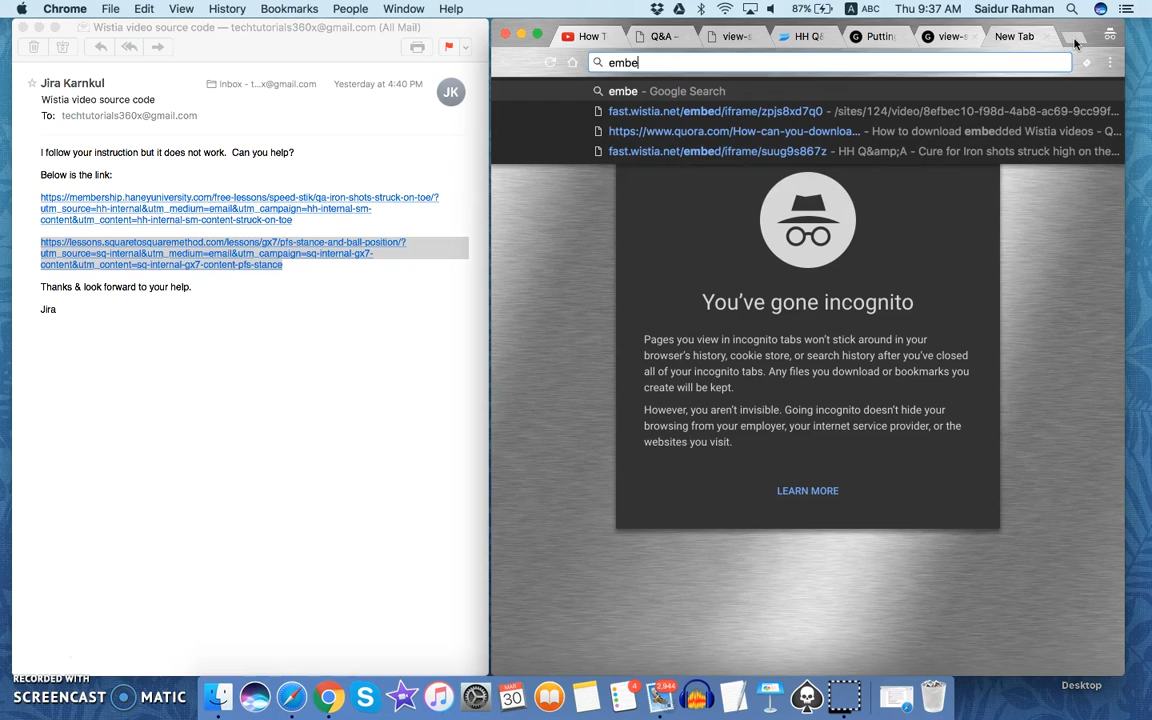 Chrome File Edit View History Bookmarks People Window Help 87% A ABC Thu 9:37 AM Saidur Rahman
Wistia video source code — techtutorials360x@gmail.com (All Mail)
Jira Karnkul Inbox - t...x@gmail.com Yesterday at 4:40 PM
JK
Wistia video source code
To: techtutorials360x@gmail.com
I follow your instruction but it does not work. Can you help?
Below is the link:
https://membership.haneyuniversity.com/free-lessons/speed-stik/qa-iron-shots-struck-on-toe/?
utm_source=hh-internal&utm_medium=email&utm_campaign=hh-internal-sm-
content&utm_content=hh-internal-sm-content-struck-on-toe
https://lessons.squaretosquaremethod.com/lessons/gx7/pfs-stance-and-ball-position/?
utm_source=sq-internal&utm_medium=email&utm_campaign=sq-internal-gx7-
content&utm_content=sq-internal-gx7-content-pfs-stance
Thanks & look forward to your help.
Jira
How T Q&A – view-s HH Q& Puttin view-s New Tab
embe
embe - Google Search
fast.wistia.net/embed/iframe/zpjs8xd7q0 - /sites/124/video/8efbec10-f98d-4ab8-ac69-9cc99f...
https://www.quora.com/How-can-you-downloa... - How to download embedded Wistia videos - Q...
fast.wistia.net/embed/iframe/suug9s867z - HH Q&amp;A - Cure for Iron shots struck high on the...
You've gone incognito
Pages you view in incognito tabs won't stick around in your
browser's history, cookie store, or search history after you've closed
all of your incognito tabs. Any files you download or bookmarks you
create will be kept.
However, you aren't invisible. Going incognito doesn't hide your
browsing from your employer, your internet service provider, or the
websites you visit.
LEARN MORE
RECORDED WITH
SCREENCAST MATIC
MAR
30
4
2,944
Desktop